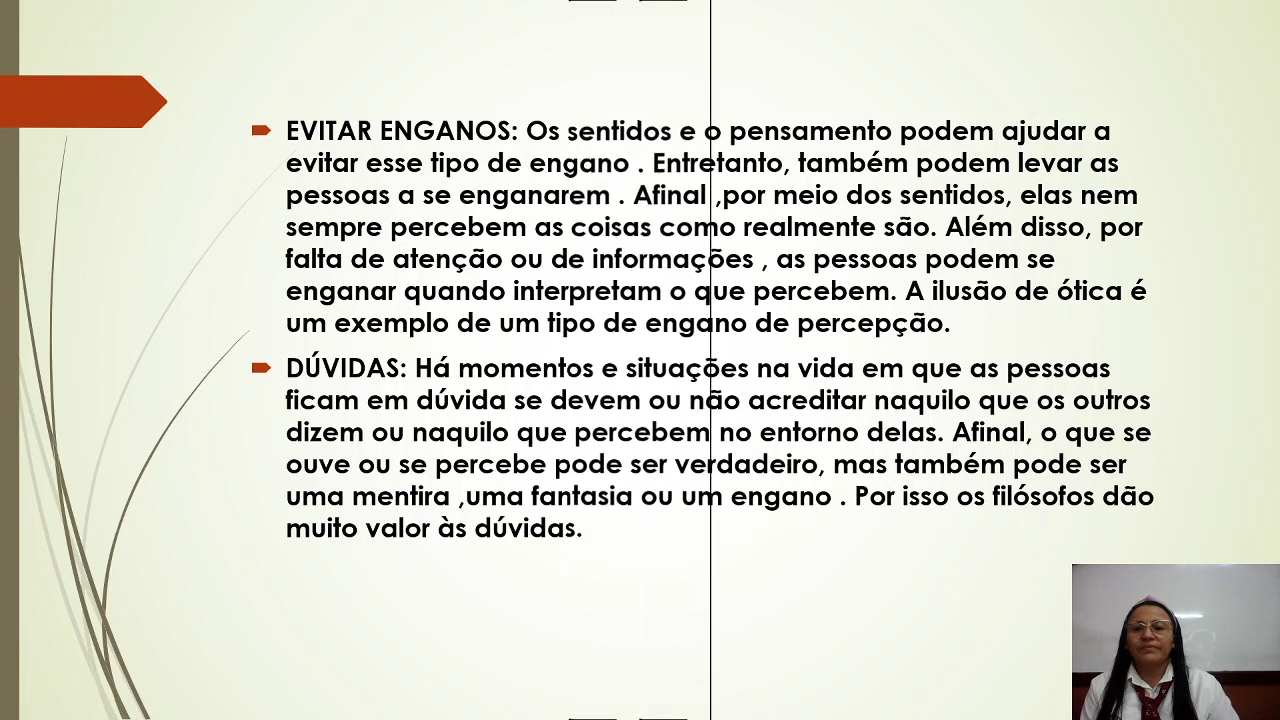 EVITAR ENGANOS: Os sentidos e o pensamento podem ajudar a
evitar esse tipo de engano . Entretanto, também podem levar as
pessoas a se enganarem . Afinal ,por meio dos sentidos, elas nem
sempre percebem as coisas como realmente são. Além disso, por
falta de atenção ou de informações , as pessoas podem se
enganar quando interpretam o que percebem. A ilusão de ótica é
um exemplo de um tipo de engano de percepção.
DÚVIDAS: Há momentos e situações na vida em que as pessoas
ficam em dúvida se devem ou não acreditar naquilo que os outros
dizem ou naquilo que percebem no entorno delas. Afinal, o que se
ouve ou se percebe pode ser verdadeiro, mas também pode ser
uma mentira ,uma fantasia ou um engano . Por isso os filósofos dão
muito valor às dúvidas.